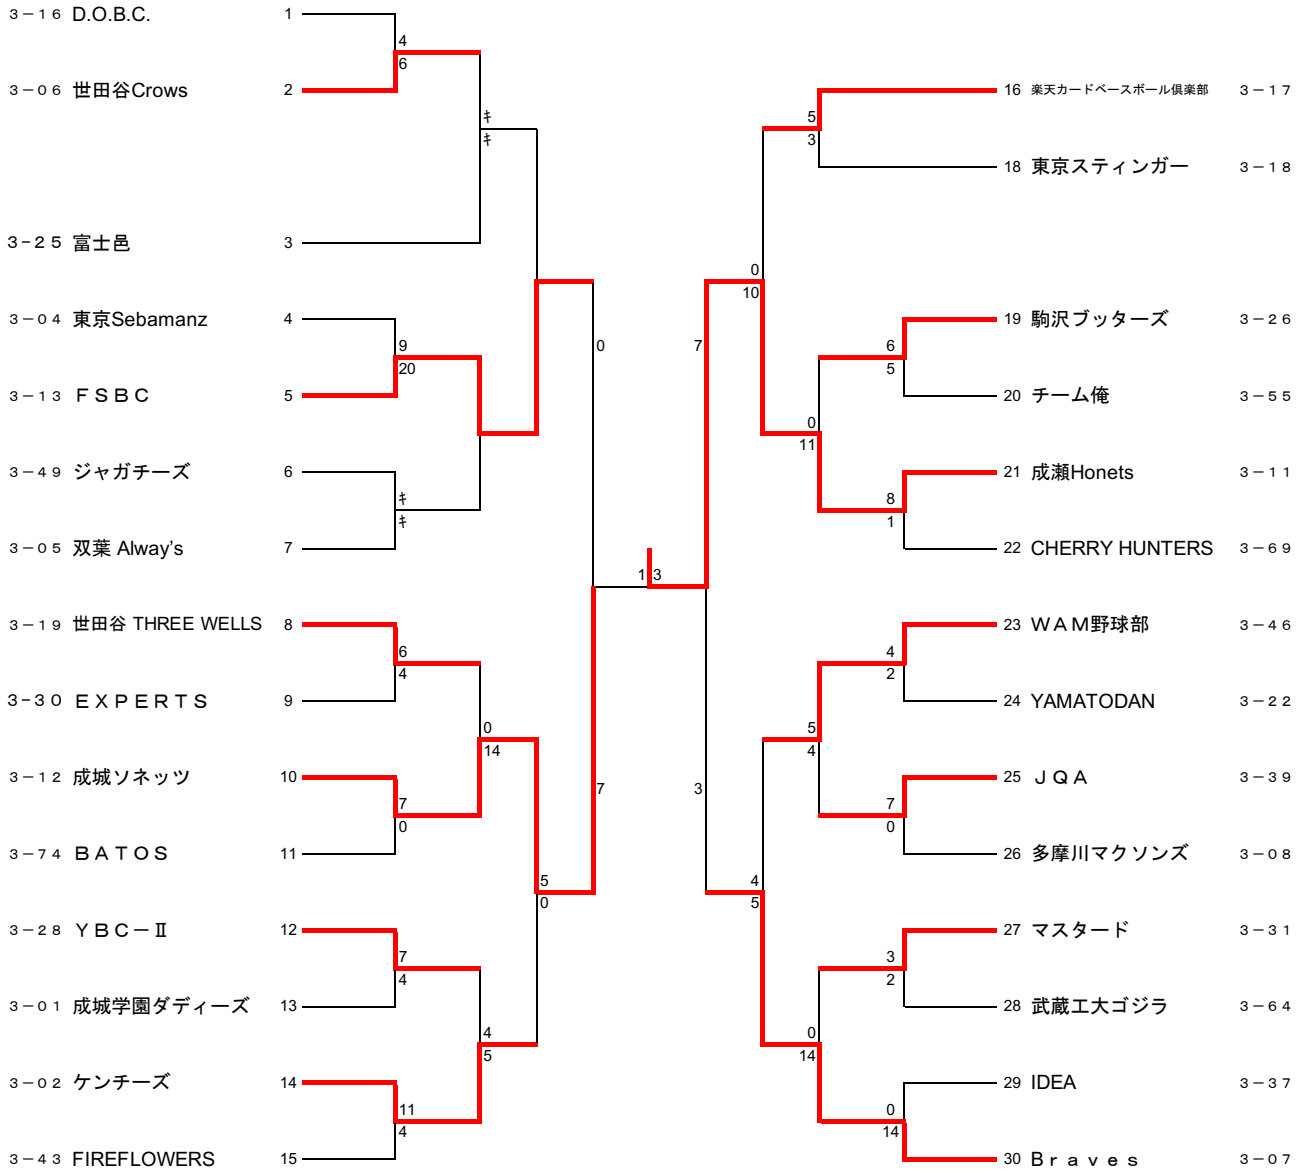 3－16 D.O.B.C. 1
4
6
3－06 世田谷Crows 2
キ
キ
3-25 富士邑 3
3－04 東京Sebamanz 4
9
20
3－13 ＦＳＢＣ 5
3－49 ジャガチーズ 6
キ
キ
3－05 双葉 Alway's 7
0
3－19 世田谷 THREE WELLS 8
6
4
3-30 ＥＸＰＥＲＴＳ 9
0
14
3－12 成城ソネッツ 10
7
0
3－74 ＢＡＴＯＳ 11
7
5
0
3－28 ＹＢＣ－Ⅱ 12
7
4
3－01 成城学園ダディーズ 13
4
5
3－02 ケンチーズ 14
11
4
3－43 FIREFLOWERS 15
1 3
16 楽天カードベースボール倶楽部 3－17
5
3
18 東京スティンガー 3－18
0
10
7
19 駒沢ブッターズ 3－26
6
5
20 チーム俺 3－55
0
11
21 成瀬Honets 3－11
8
1
22 CHERRY HUNTERS 3－69
23 ＷＡＭ野球部 3－46
4
2
24 YAMATODAN 3－22
5
4
25 ＪＱＡ 3－39
7
0
26 多摩川マクソンズ 3－08
3
4
5
27 マスタード 3－31
3
2
28 武蔵工大ゴジラ 3－64
0
14
29 IDEA 3－37
0
14
30 Ｂｒａｖｅｓ 3－07